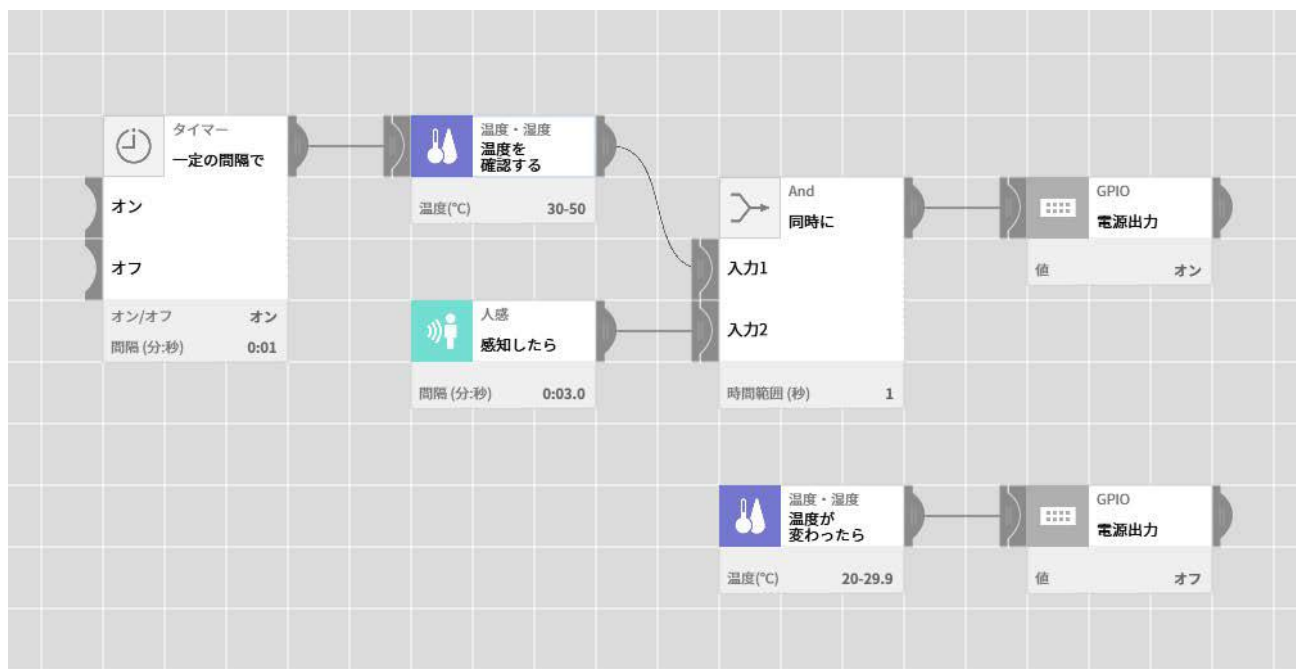 タイマー
一定の間隔で
オン
オフ
オン/オフ オン
間隔 (分:秒) 0:01
温度・湿度
温度を
確認する
温度(℃) 30-50
人感
感知したら
間隔 (分:秒) 0:03.0
And
同時に
入力1
入力2
時間範囲 (秒) 1
GPIO
電源出力
値 オン
温度・湿度
温度が
変わったら
温度(℃) 20-29.9
GPIO
電源出力
値 オフ